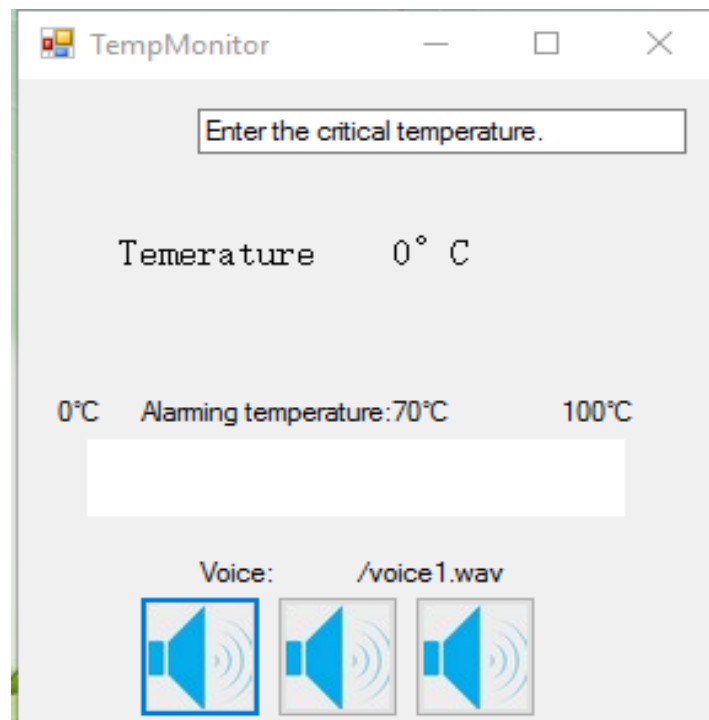 TempMonitor
Enter the critical temperature.
Temerature 0° C
0℃ Alarming temperature:70℃ 100℃
Voice: /voice1.wav